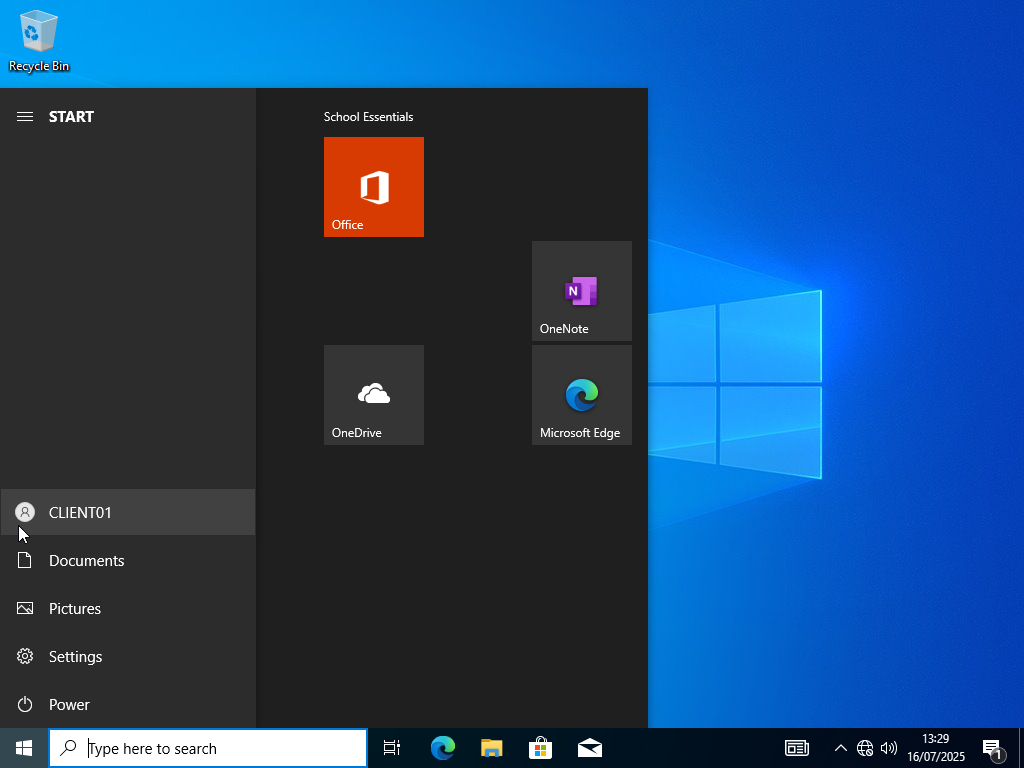 Recycle Bin
START
School Essentials
Office
OneNote
OneDrive
Microsoft Edge
CLIENT01
Documents
Pictures
Settings
Power
Type here to search
13:29
16/07/2025
1